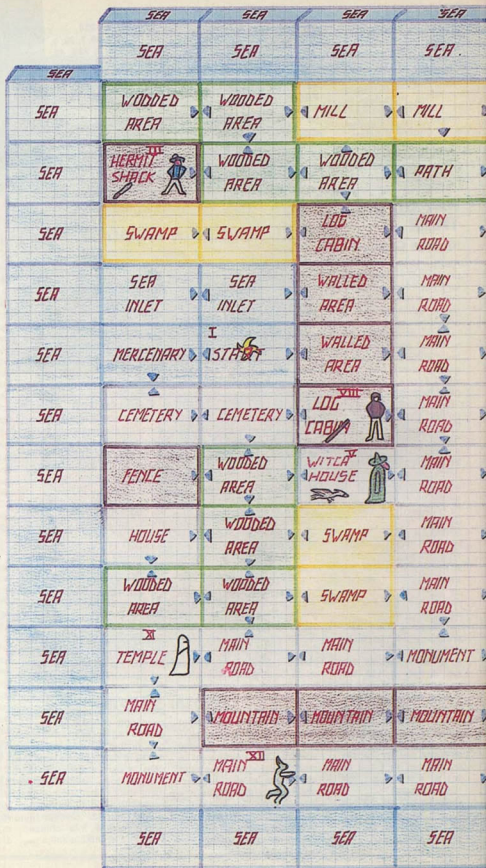 SEA SEA SEA SEA
SEA SEA SEA SEA
SEA
SEA WOODED WOODED MILL MILL
AREA AREA
SEA HERMIT III WOODED WOODED PATH
SHACK AREA AREA
SEA SWAMP SWAMP LOG MAIN
CABIN ROAD
SEA SEA SEA WALLED MAIN
INLET INLET AREA ROAD
SEA MERCENARY I START WALLED MAIN
AREA ROAD
SEA CEMETERY CEMETERY LOG VIII MAIN
CABIN ROAD
SEA FENCE WOODED WITCH V MAIN
AREA HOUSE ROAD
SEA HOUSE WOODED SWAMP MAIN
AREA ROAD
SEA WOODED WOODED SWAMP MAIN
AREA AREA ROAD
SEA XI MAIN MAIN MONUMENT
TEMPLE ROAD ROAD
SEA MAIN MOUNTAIN MOUNTAIN MOUNTAIN
ROAD
SEA MONUMENT MAIN XII MAIN MAIN
ROAD ROAD ROAD
SEA SEA SEA SEA